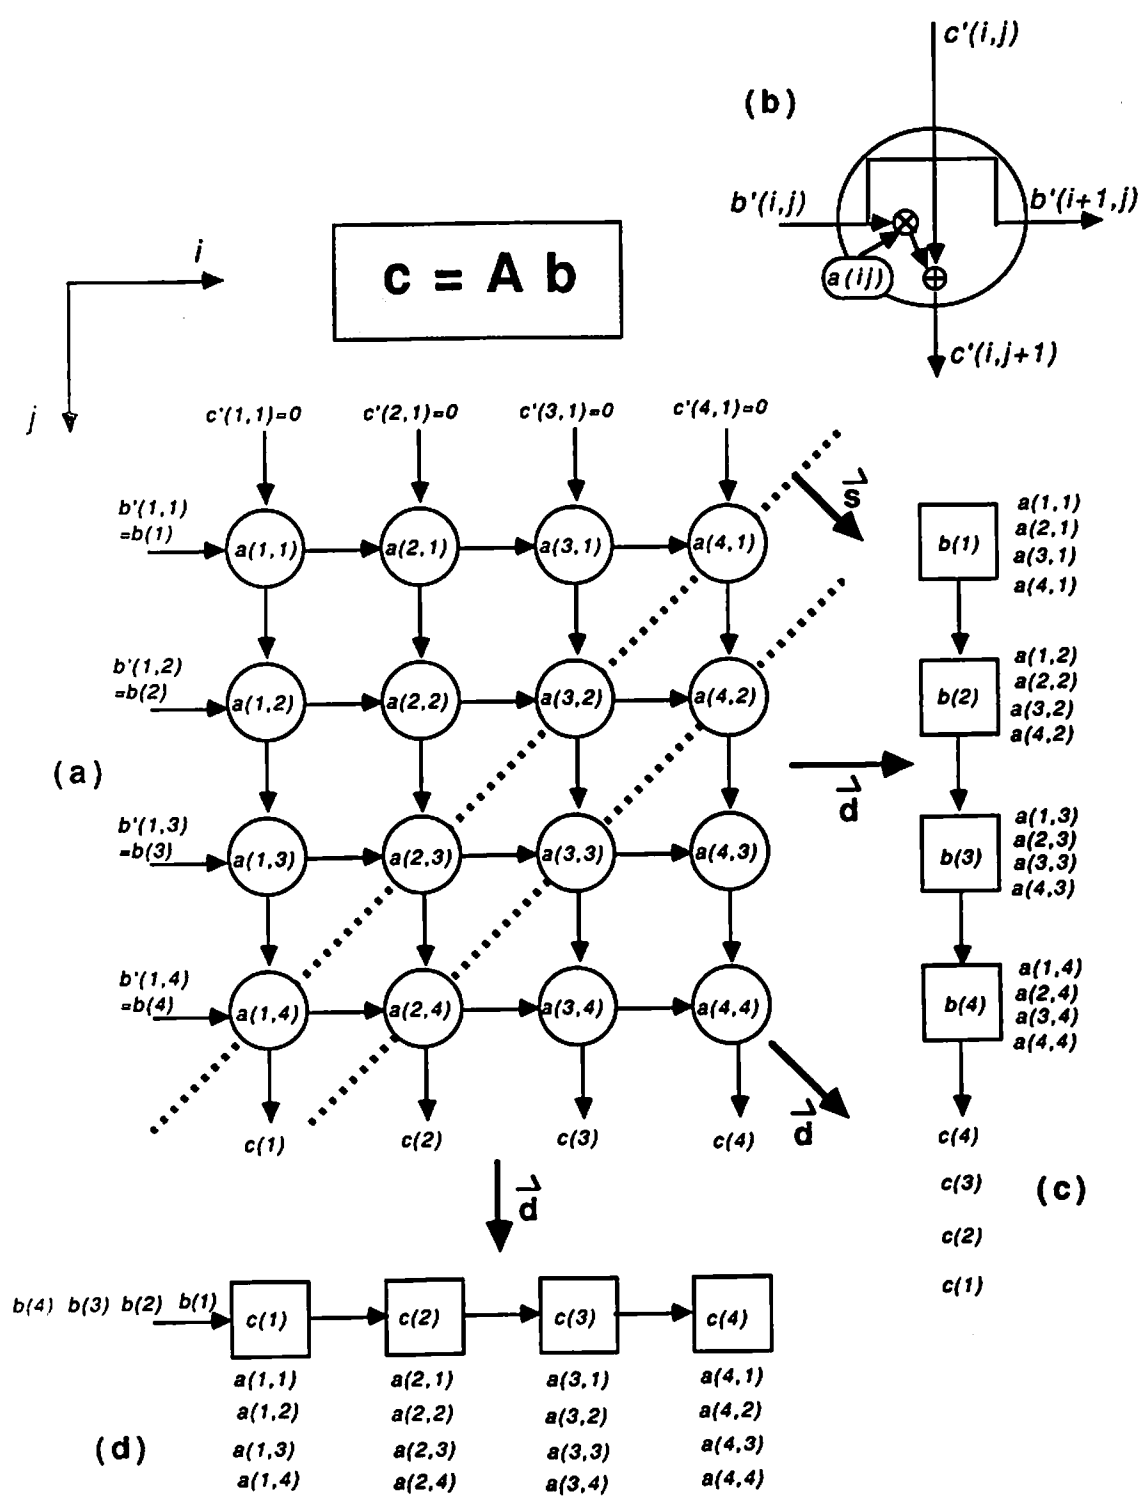 c'(i,j)
(b)
b'(i,j)
b'(i+1,j)
a(ij)
c'(i,j+1)
i
j
c = A b
c'(1,1)=0 c'(2,1)=0 c'(3,1)=0 c'(4,1)=0
b'(1,1)
=b(1)
a(1,1) a(2,1) a(3,1) a(4,1)
s
b'(1,2)
=b(2)
a(1,2) a(2,2) a(3,2) a(4,2)
(a)
d
b'(1,3)
=b(3)
a(1,3) a(2,3) a(3,3) a(4,3)
b'(1,4)
=b(4)
a(1,4) a(2,4) a(3,4) a(4,4)
d
c(1) c(2) c(3) c(4)
d
b(1)
a(1,1)
a(2,1)
a(3,1)
a(4,1)
b(2)
a(1,2)
a(2,2)
a(3,2)
a(4,2)
b(3)
a(1,3)
a(2,3)
a(3,3)
a(4,3)
b(4)
a(1,4)
a(2,4)
a(3,4)
a(4,4)
c(4)
c(3)
c(2)
c(1)
(c)
b(4) b(3) b(2) b(1)
c(1) c(2) c(3) c(4)
a(1,1) a(2,1) a(3,1) a(4,1)
a(1,2) a(2,2) a(3,2) a(4,2)
a(1,3) a(2,3) a(3,3) a(4,3)
a(1,4) a(2,4) a(3,4) a(4,4)
(d)